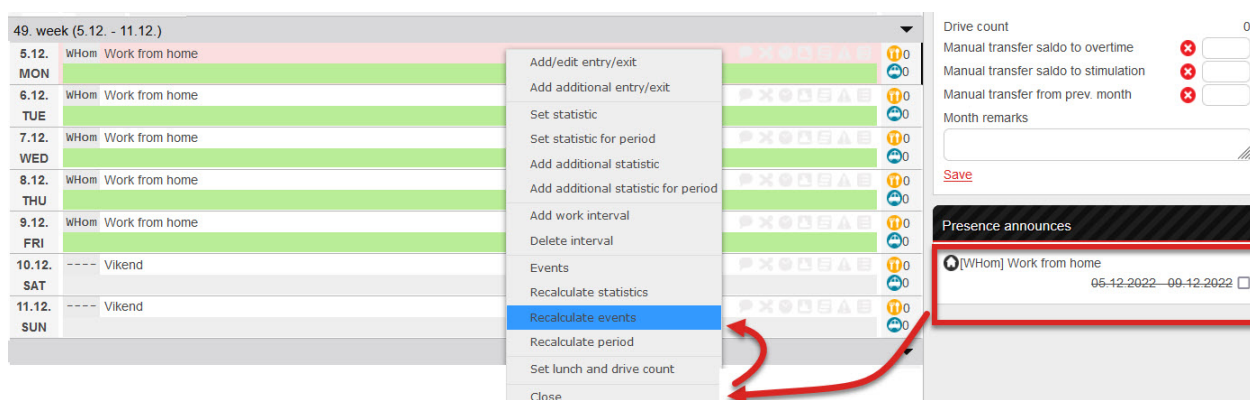 49. week (5.12. - 11.12.)
5.12. WHom Work from home 0
MON 0
6.12. WHom Work from home 0
TUE 0
7.12. WHom Work from home 0
WED 0
8.12. WHom Work from home 0
THU 0
9.12. WHom Work from home 0
FRI 0
10.12. ---- Vikend 0
SAT 0
11.12. ---- Vikend 0
SUN 0
Add/edit entry/exit
Add additional entry/exit
Set statistic
Set statistic for period
Add additional statistic
Add additional statistic for period
Add work interval
Delete interval
Events
Recalculate statistics
Recalculate events
Recalculate period
Set lunch and drive count
Close
Drive count 0
Manual transfer saldo to overtime
Manual transfer saldo to stimulation
Manual transfer from prev. month
Month remarks
Save
Presence announces
[WHom] Work from home
05.12.2022 - 09.12.2022